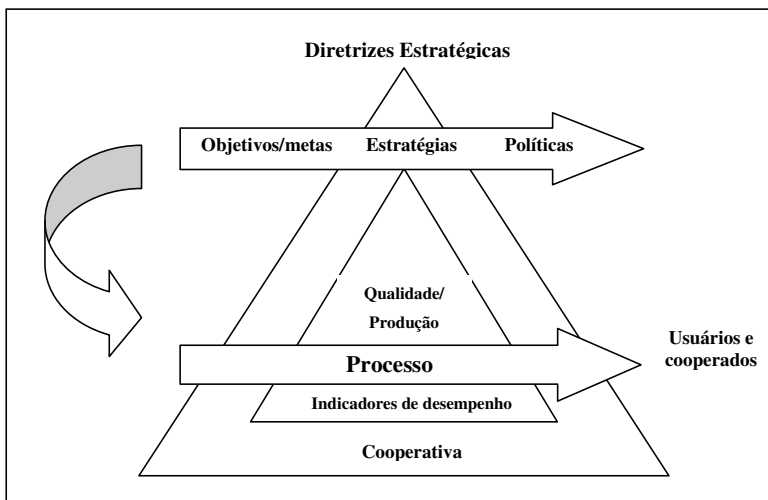 Diretrizes Estratégicas
Objetivos/metas Estratégias Políticas
Qualidade/
Produção
Usuários e
cooperados
Processo
Indicadores de desempenho
Cooperativa